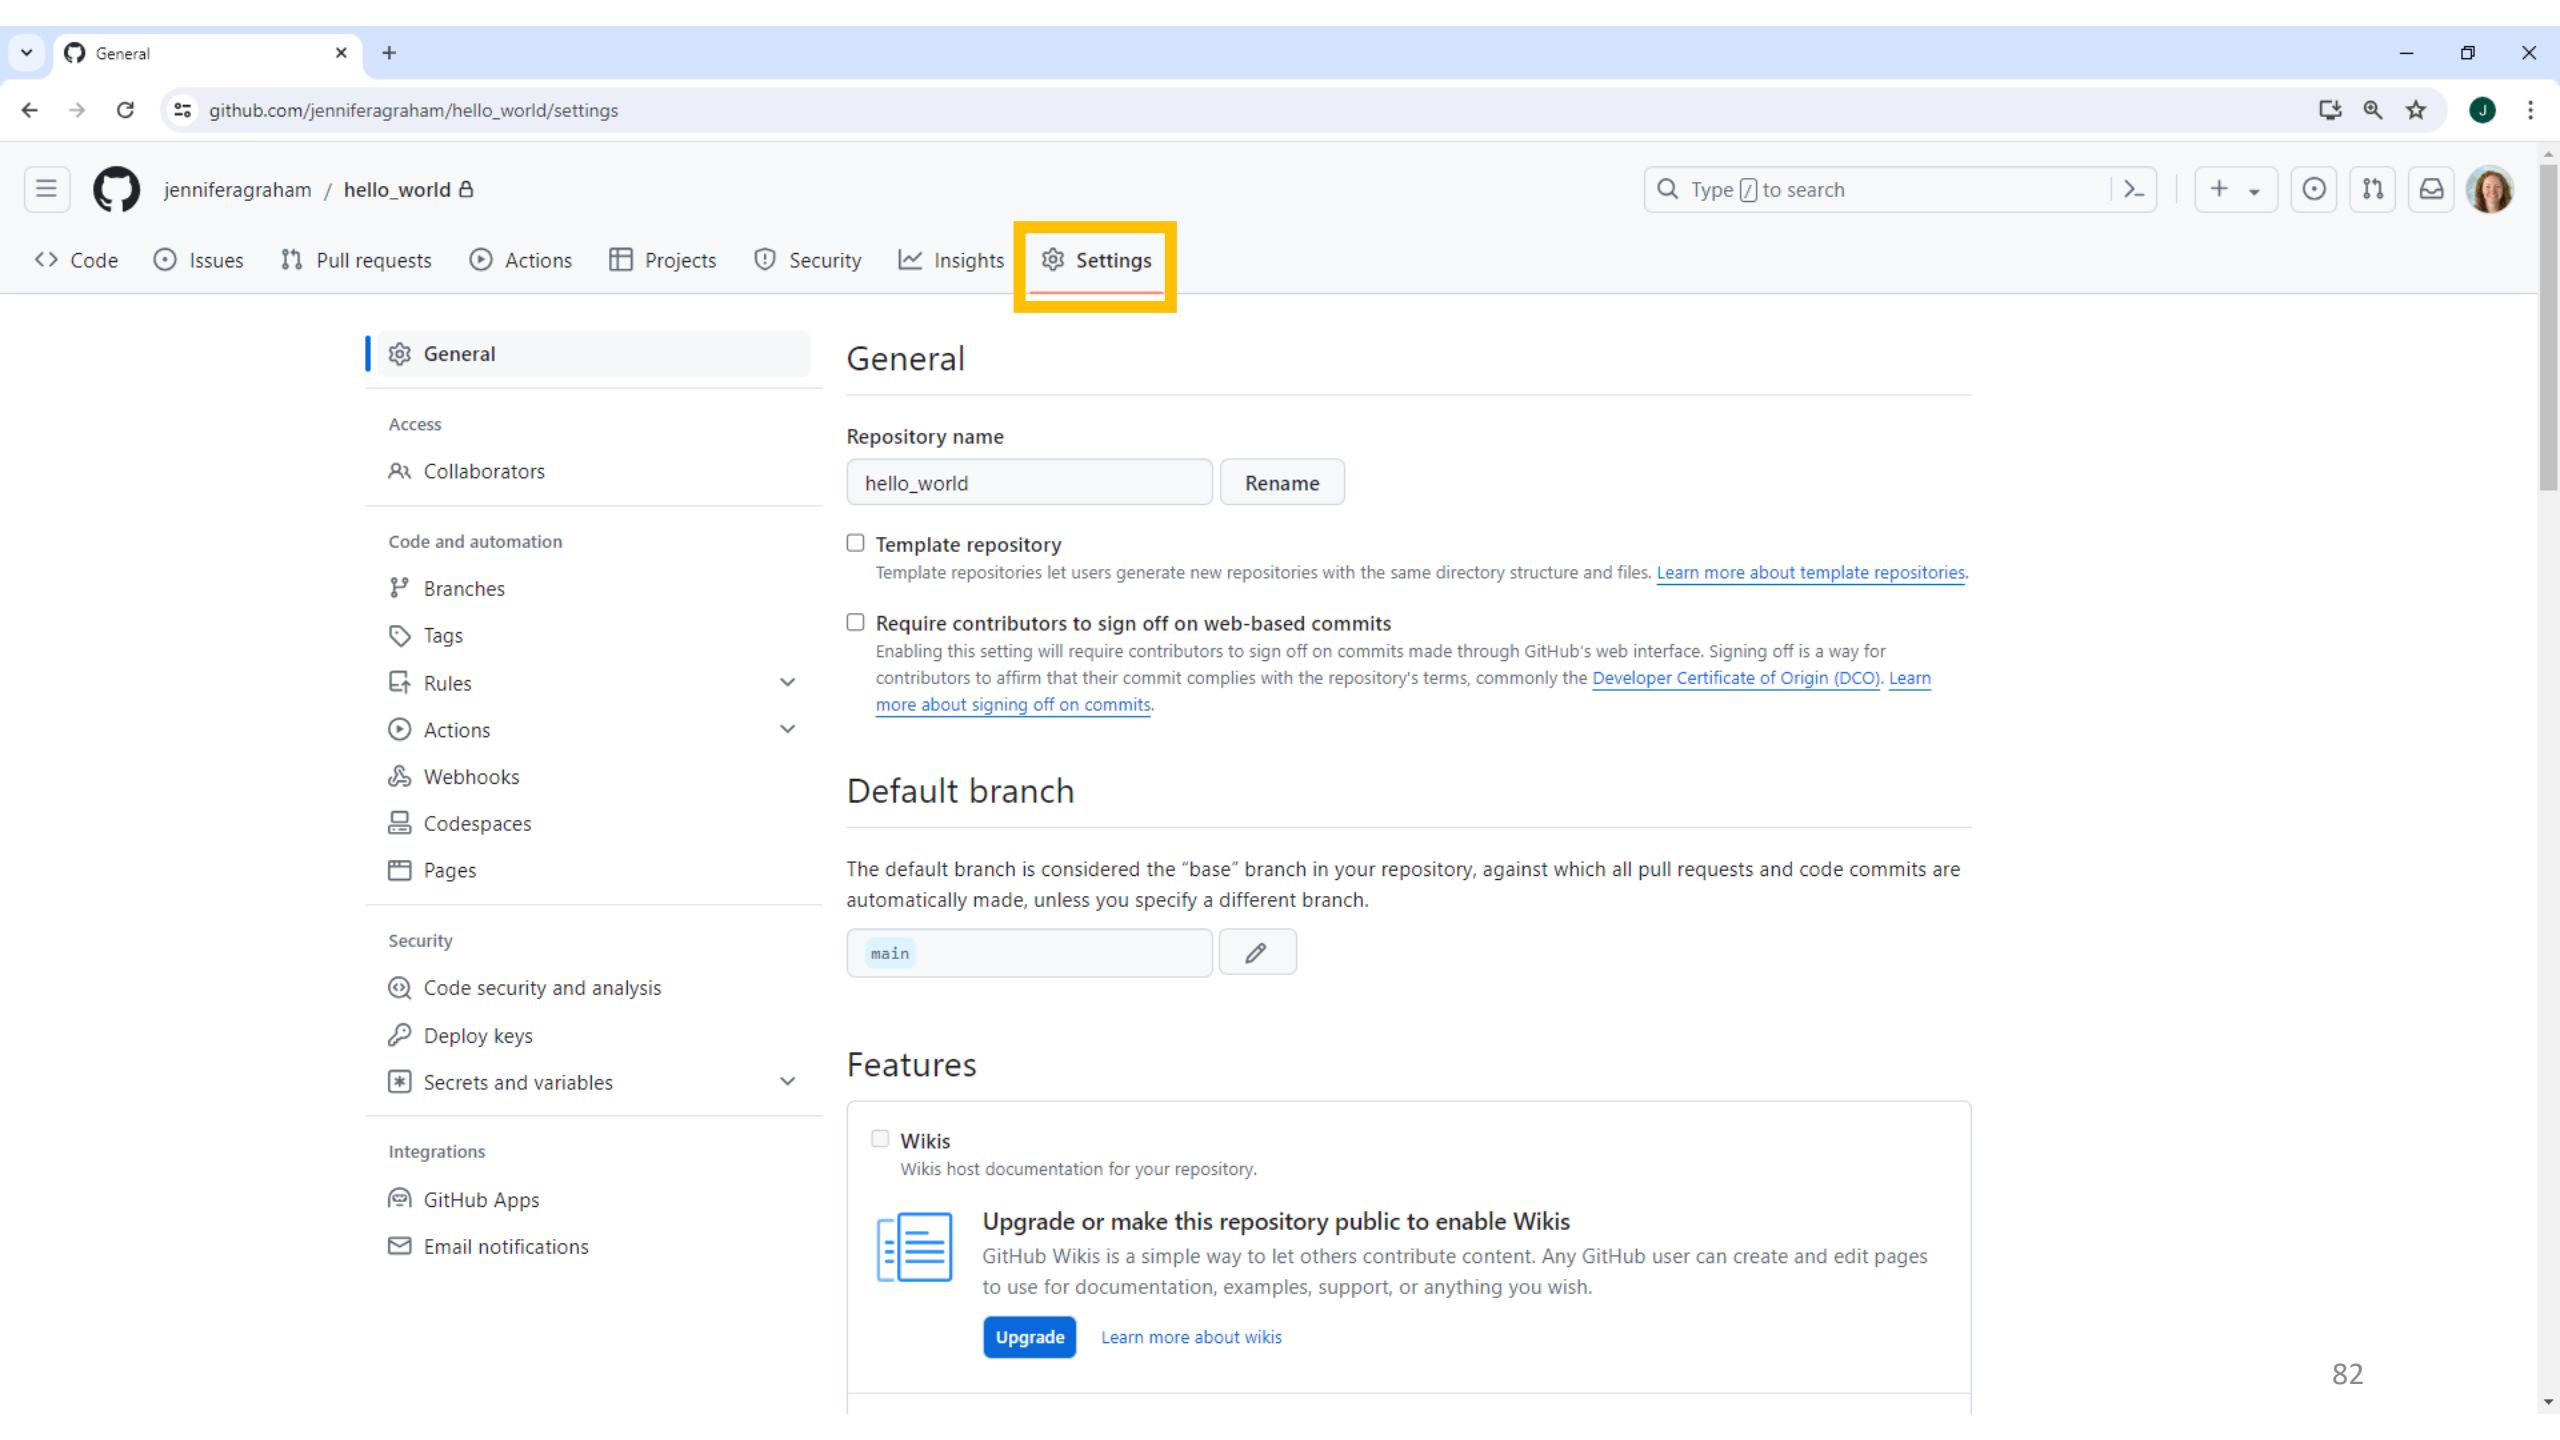 General
github.com/jenniferagraham/hello_world/settings
J
jenniferagraham / hello_world
Type / to search
Code Issues Pull requests Actions Projects Security Insights Settings
General
Access
Collaborators
Code and automation
Branches
Tags
Rules
Actions
Webhooks
Codespaces
Pages
Security
Code security and analysis
Deploy keys
Secrets and variables
Integrations
GitHub Apps
Email notifications
General
Repository name
hello_world Rename
Template repository
Template repositories let users generate new repositories with the same directory structure and files. Learn more about template repositories.
Require contributors to sign off on web-based commits
Enabling this setting will require contributors to sign off on commits made through GitHub's web interface. Signing off is a way for
contributors to affirm that their commit complies with the repository's terms, commonly the Developer Certificate of Origin (DCO). Learn
more about signing off on commits.
Default branch
The default branch is considered the “base” branch in your repository, against which all pull requests and code commits are
automatically made, unless you specify a different branch.
main
Features
Wikis
Wikis host documentation for your repository.
Upgrade or make this repository public to enable Wikis
GitHub Wikis is a simple way to let others contribute content. Any GitHub user can create and edit pages
to use for documentation, examples, support, or anything you wish.
Upgrade Learn more about wikis
82